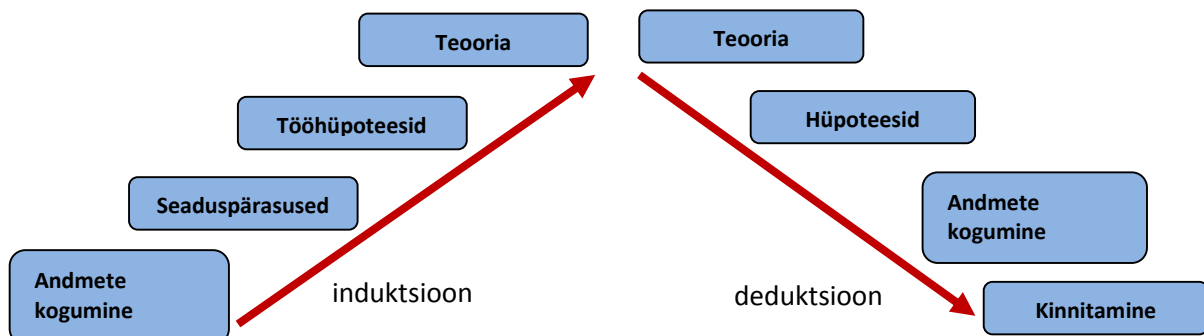 Teooria
Tööhüpoteesid
Seaduspärasused
Andmete
kogumine
induktsioon
Teooria
Hüpoteesid
Andmete
kogumine
Kinnitamine
deduktsioon